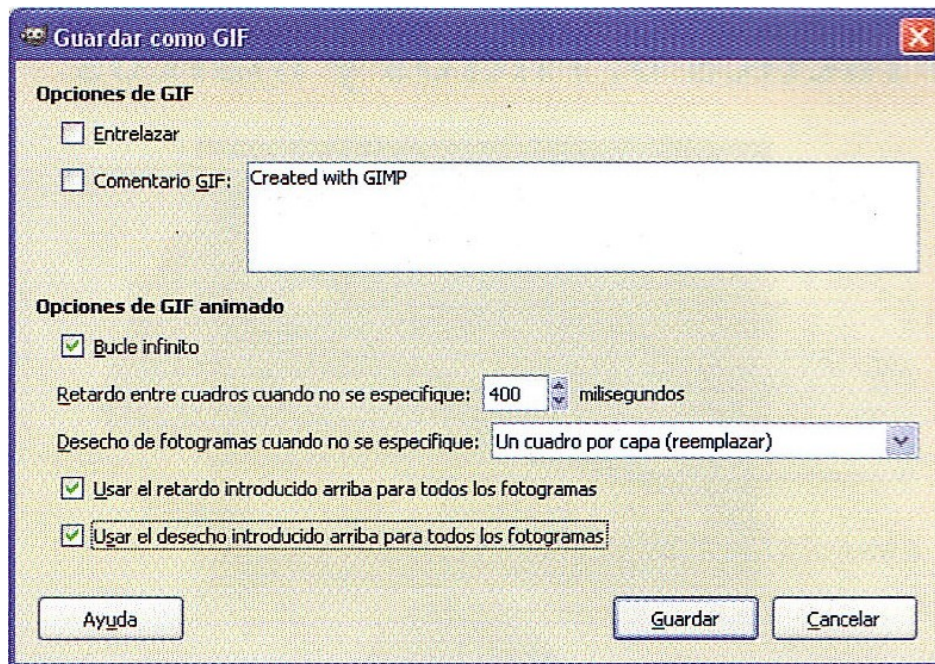 Guardar como GIF
Opciones de GIF
Entrelazar
Comentario GIF: Created with GIMP
Opciones de GIF animado
Bucle infinito
Retardo entre cuadros cuando no se especifique: 400 milisegundos
Desecho de fotogramas cuando no se especifique: Un cuadro por capa (reemplazar)
Usar el retardo introducido arriba para todos los fotogramas
Usar el desecho introducido arriba para todos los fotogramas
Ayuda Guardar Cancelar